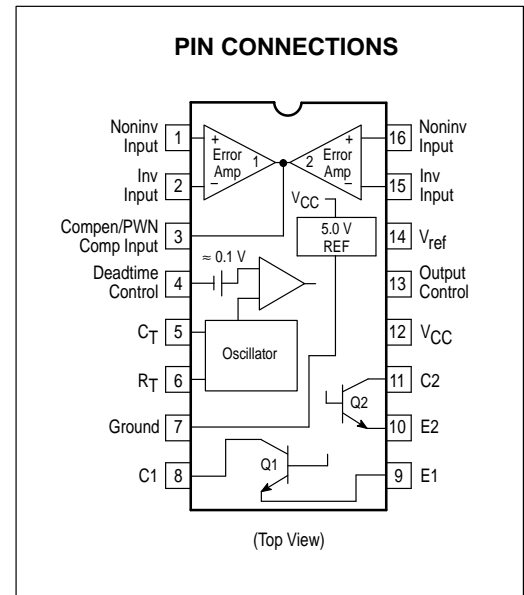 PIN CONNECTIONS
Noninv
Input
1
+
Error
Amp
1
2
+
Error
Amp
16
Noninv
Input
Inv
Input
2
–
–
15
Inv
Input
Compen/PWN
Comp Input
3
VCC
5.0 V
REF
14
Vref
Deadtime
Control
4
≈ 0.1 V
13
Output
Control
CT
5
Oscillator
12
VCC
RT
6
11
C2
Q2
Ground
7
10
E2
C1
8
Q1
9
E1
(Top View)